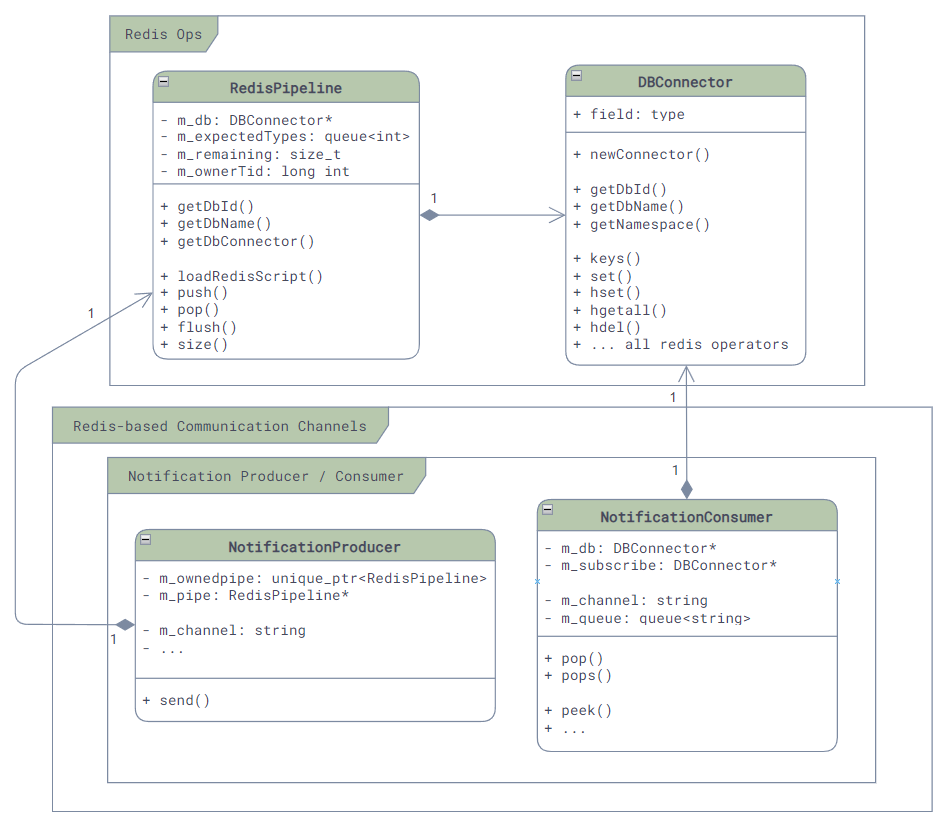 Redis Ops
RedisPipeline
- m_db: DBConnector*
- m_expectedTypes: queue<int>
- m_remaining: size_t
- m_ownerTid: long int
+ getDbId()
+ getDbName()
+ getDbConnector()
+ loadRedisScript()
+ push()
+ pop()
+ flush()
+ size()
1
DBConnector
+ field: type
+ newConnector()
+ getDbId()
+ getDbName()
+ getNamespace()
+ keys()
+ set()
+ hset()
+ hgetall()
+ hdel()
+ ... all redis operators
1
1
Redis-based Communication Channels
Notification Producer / Consumer
1
NotificationProducer
- m_ownedpipe: unique_ptr<RedisPipeline>
- m_pipe: RedisPipeline*
- m_channel: string
- ...
+ send()
1
NotificationConsumer
- m_db: DBConnector*
- m_subscribe: DBConnector*
- m_channel: string
- m_queue: queue<string>
+ pop()
+ pops()
+ peek()
+ ...